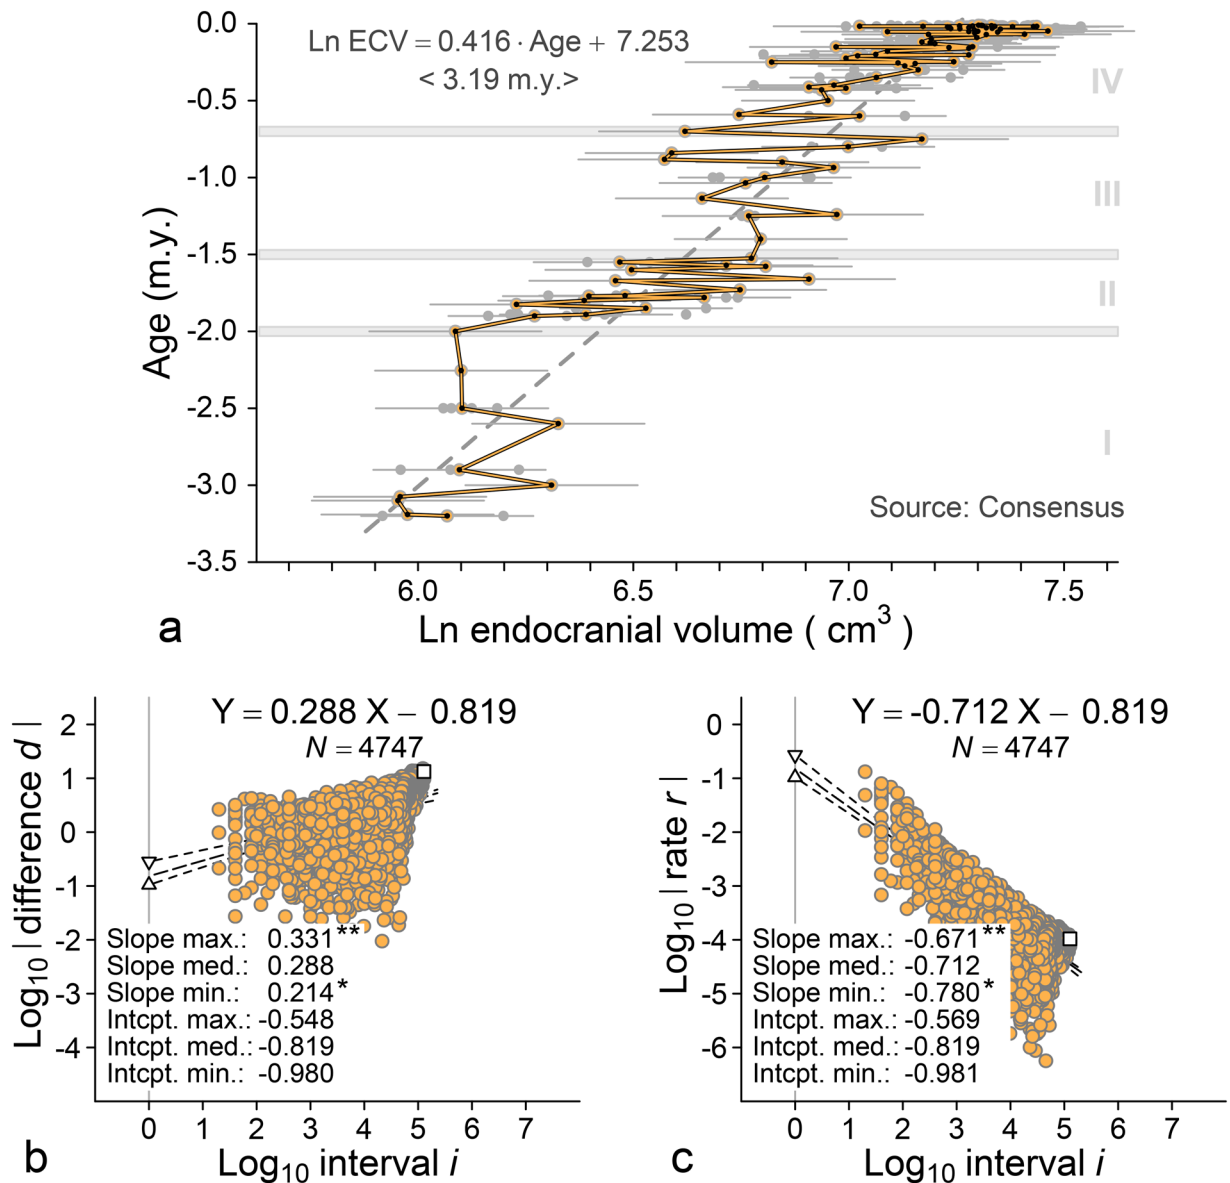 Ln ECV = 0.416 · Age + 7.253
< 3.19 m.y.>
0.0
-0.5
-1.0
-1.5
-2.0
-2.5
-3.0
-3.5
Age (m.y.)
IV
III
II
I
Source: Consensus
6.0 6.5 7.0 7.5
a
Ln endocranial volume ( cm³ )
Y = 0.288 X – 0.819
N = 4747
Log₁₀ | difference d |
2
1
0
-1
-2
-3
-4
Slope max.: 0.331**
Slope med.: 0.288
Slope min.: 0.214*
Intcpt. max.: -0.548
Intcpt. med.: -0.819
Intcpt. min.: -0.980
0 1 2 3 4 5 6 7
b
Log₁₀ interval i
Y = -0.712 X – 0.819
N = 4747
Log₁₀ | rate r |
0
-1
-2
-3
-4
-5
-6
Slope max.: -0.671**
Slope med.: -0.712
Slope min.: -0.780*
Intcpt. max.: -0.569
Intcpt. med.: -0.819
Intcpt. min.: -0.981
0 1 2 3 4 5 6 7
c
Log₁₀ interval i